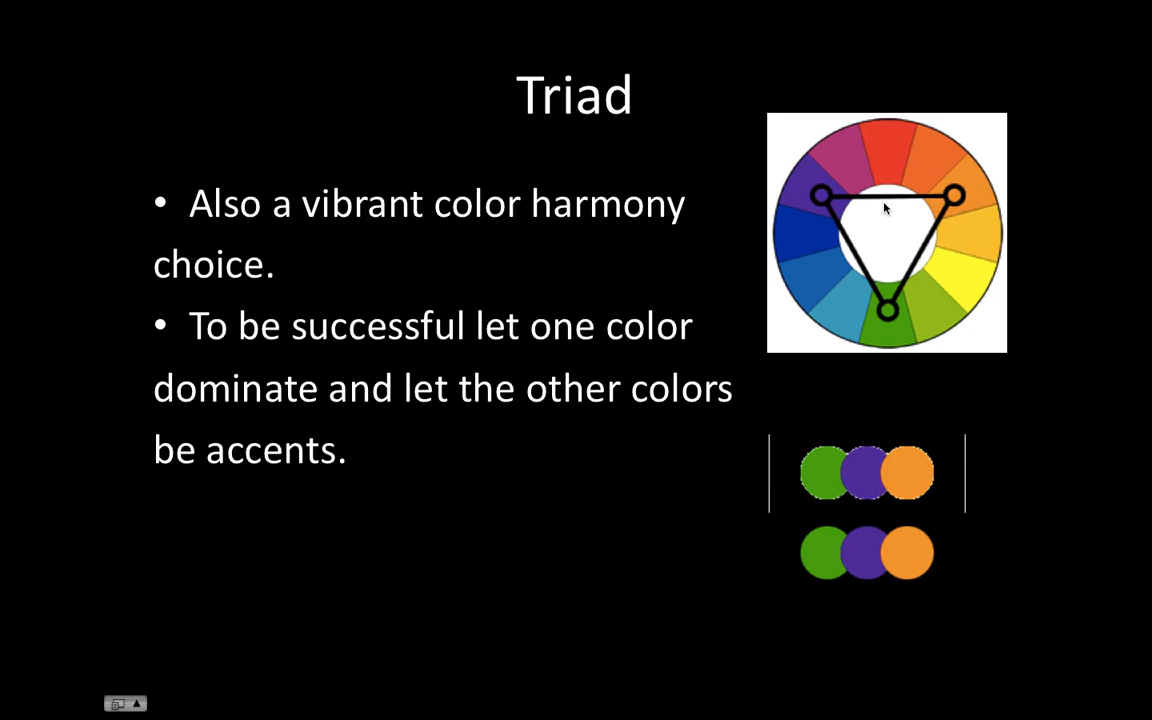 Triad
• Also a vibrant color harmony
choice.
• To be successful let one color
dominate and let the other colors
be accents.